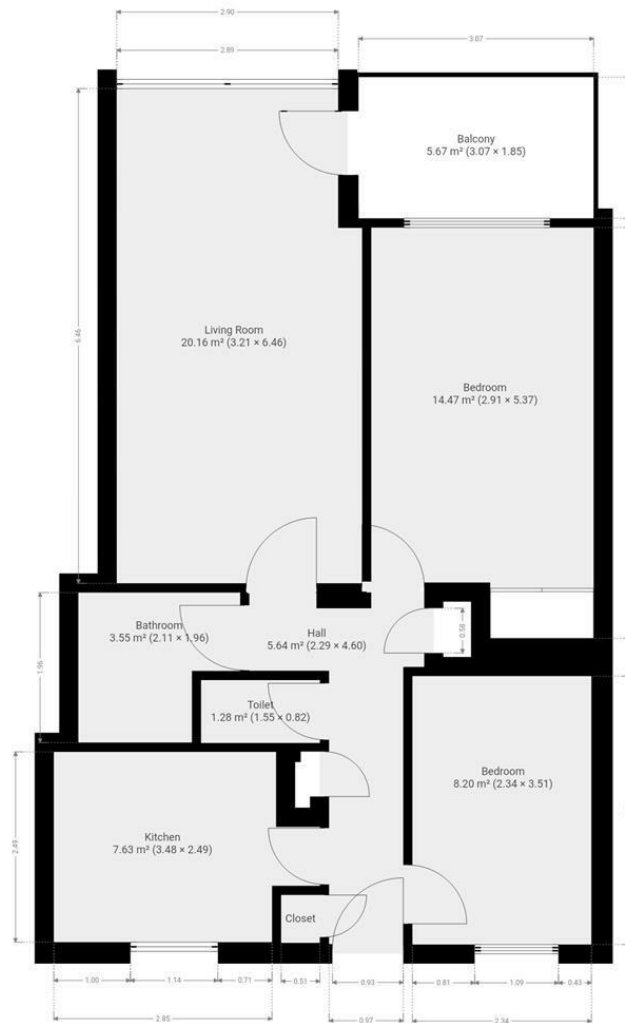 2.90
2.89
3.07
Balcony
5.67 m² (3.07 × 1.85)
6.46
Living Room
20.16 m² (3.21 × 6.46)
Bedroom
14.47 m² (2.91 × 5.37)
Bathroom
3.55 m² (2.11 × 1.96)
Hall
5.64 m² (2.29 × 4.60)
0.58
1.96
Toilet
1.28 m² (1.55 × 0.82)
Bedroom
8.20 m² (2.34 × 3.51)
Kitchen
7.63 m² (3.48 × 2.49)
2.49
Closet
1.00
1.14
0.71
0.51
0.93
0.81
1.09
0.43
2.85
0.97
2.34